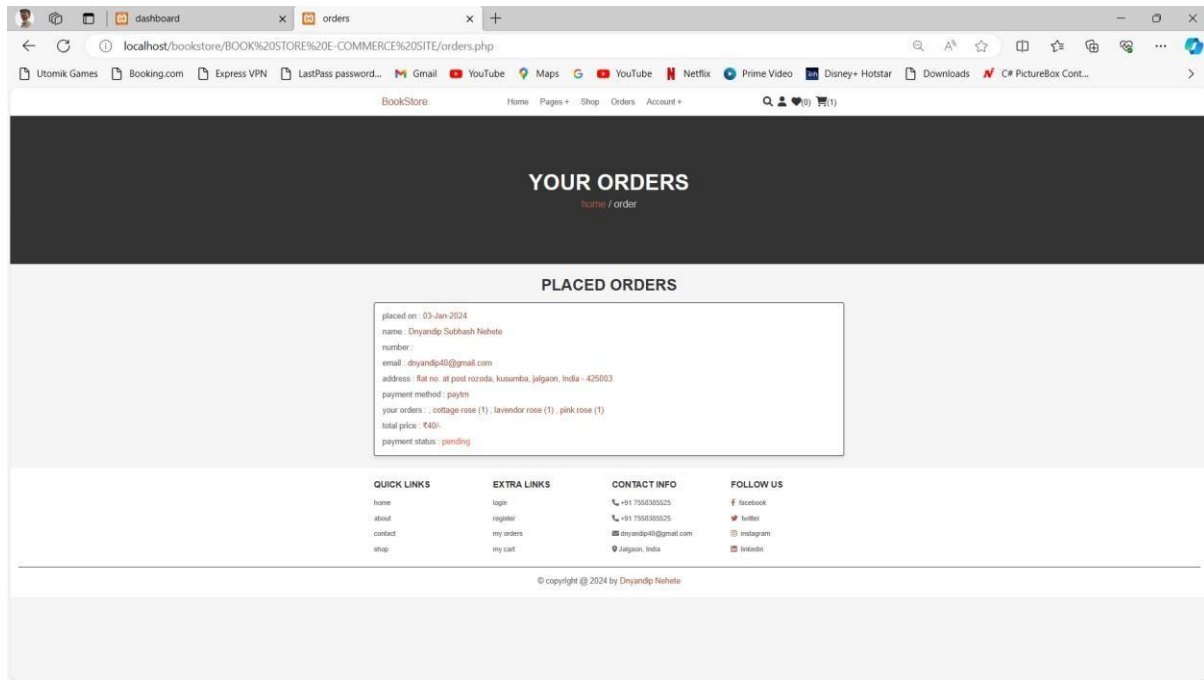 dashboard
orders
localhost/bookstore/BOOK%20STORE%20E-COMMERCE%20SITE/orders.php
Utomik Games Booking.com Express VPN LastPass password... Gmail YouTube Maps YouTube Netflix Prime Video Disney+ Hotstar Downloads C# PictureBox Cont...
BookStore. Home Pages + Shop Orders Account + (0) (1)
YOUR ORDERS
home / order
PLACED ORDERS
placed on : 03-Jan-2024
name : Dnyandip Subhash Nehete
number :
email : dnyandip40@gmail.com
address : flat no. at post rozoda, kusumba, jalgaon, India - 425003
payment method : paytm
your orders : , cottage rose (1) , lavendor rose (1) , pink rose (1)
total price : ₹40/-
payment status : pending
QUICK LINKS EXTRA LINKS CONTACT INFO FOLLOW US
home login +91 7558385525 facebook
about register +91 7558385525 twitter
contact my orders dnyandip40@gmail.com instagram
shop my cart Jalgaon, India linkedin
© copyright @ 2024 by Dnyandip Nehete